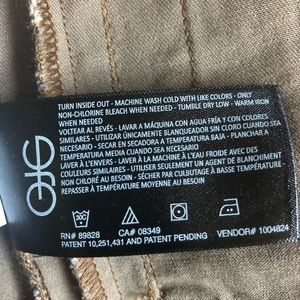 TURN INSIDE OUT - MACHINE WASH COLD WITH LIKE COLORS - ONLY
NON-CHLORINE BLEACH WHEN NEEDED - TUMBLE DRY LOW - WARM IRON
WHEN NEEDED
VOLTEAR AL REVÉS - LAVAR A MÁQUINA CON AGUA FRÍA Y CON COLORES
SIMILARES - UTILIZAR ÚNICAMENTE BLANQUEADOR SIN CLORO CUANDO SEA
NECESARIO - SECAR EN SECADORA A TEMPERATURA BAJA - PLANCHAR A
TEMPERATURA MEDIA CUANDO SEA NECESARIO
LAVER À L'ENVERS - LAVER À LA MACHINE À L'EAU FROIDE AVEC DES
COULEURS SIMILAIRES - UTILISER SEULEMENT UN AGENT DE BLANCHIMENT
NON CHLORÉ AU BESOIN - SÉCHER PAR CULBUTAGE À BASSE TEMPÉRATURE -
REPASSER À TEMPÉRATURE MOYENNE AU BESOIN
RN# 89828 CA# 08349 VENDOR# 1004824
PATENT 10,251,431 AND PATENT PENDING